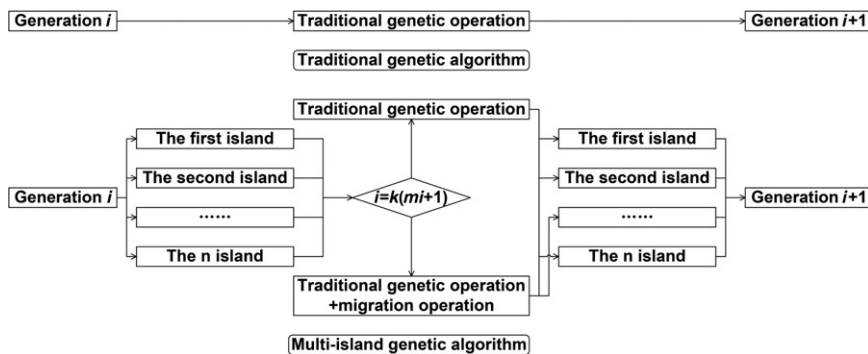 Generation i
Traditional genetic operation
Generation i+1
Traditional genetic algorithm
Traditional genetic operation
The first island
The first island
The second island
The second island
Generation i
i=k(mi+1)
Generation i+1
......
......
The n island
The n island
Traditional genetic operation
+migration operation
Multi-island genetic algorithm